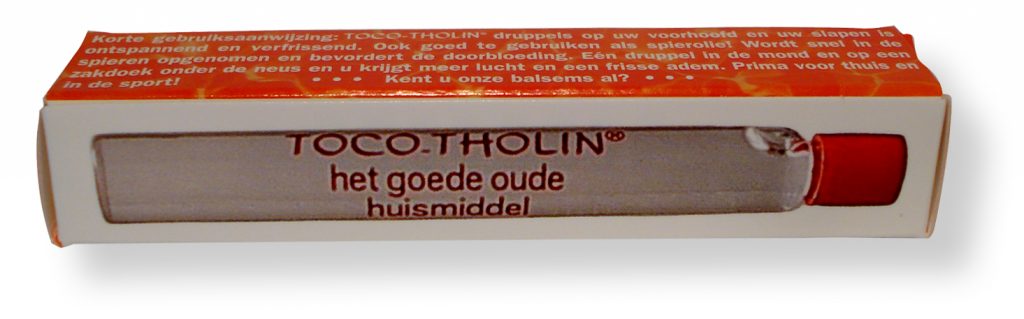 Korte gebruiksaanwijzing: TOCO-THOLIN® druppels op uw voorhoofd en uw slapen is
ontspannend en verfrissend. Ook goed te gebruiken als spierolie! Wordt snel in de
spieren opgenomen en bevordert de doorbloeding. Eén druppel in de mond en op een
zakdoek onder de neus en u krijgt meer lucht en een frisse adem. Prima voor thuis en
in de sport! • • • Kent u onze balsems al? • • •
TOCO-THOLIN®
het goede oude
huismiddel